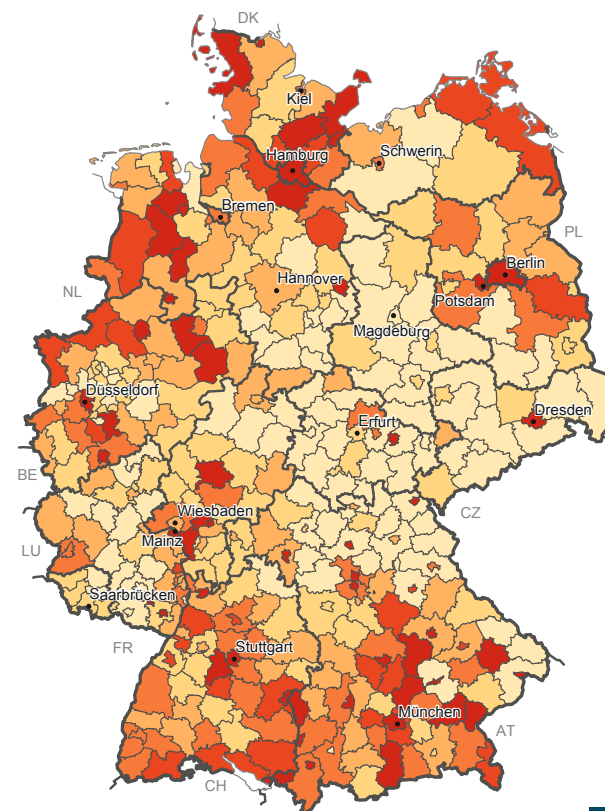 DK
Kiel
Schwerin
Hamburg
Bremen
PL
Berlin
Hannover
Potsdam
NL
Magdeburg
Düsseldorf
Dresden
Erfurt
BE
Wiesbaden
CZ
Mainz
LU
Saarbrücken
FR
Stuttgart
München
AT
CH